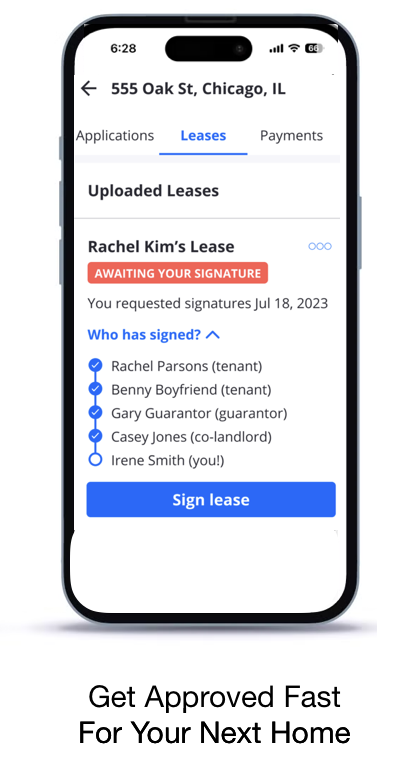 6:28
66
555 Oak St, Chicago, IL
Applications Leases Payments
Uploaded Leases
Rachel Kim’s Lease
AWAITING YOUR SIGNATURE
You requested signatures Jul 18, 2023
Who has signed?
Rachel Parsons (tenant)
Benny Boyfriend (tenant)
Gary Guarantor (guarantor)
Casey Jones (co-landlord)
Irene Smith (you!)
Sign lease
Get Approved Fast
For Your Next Home